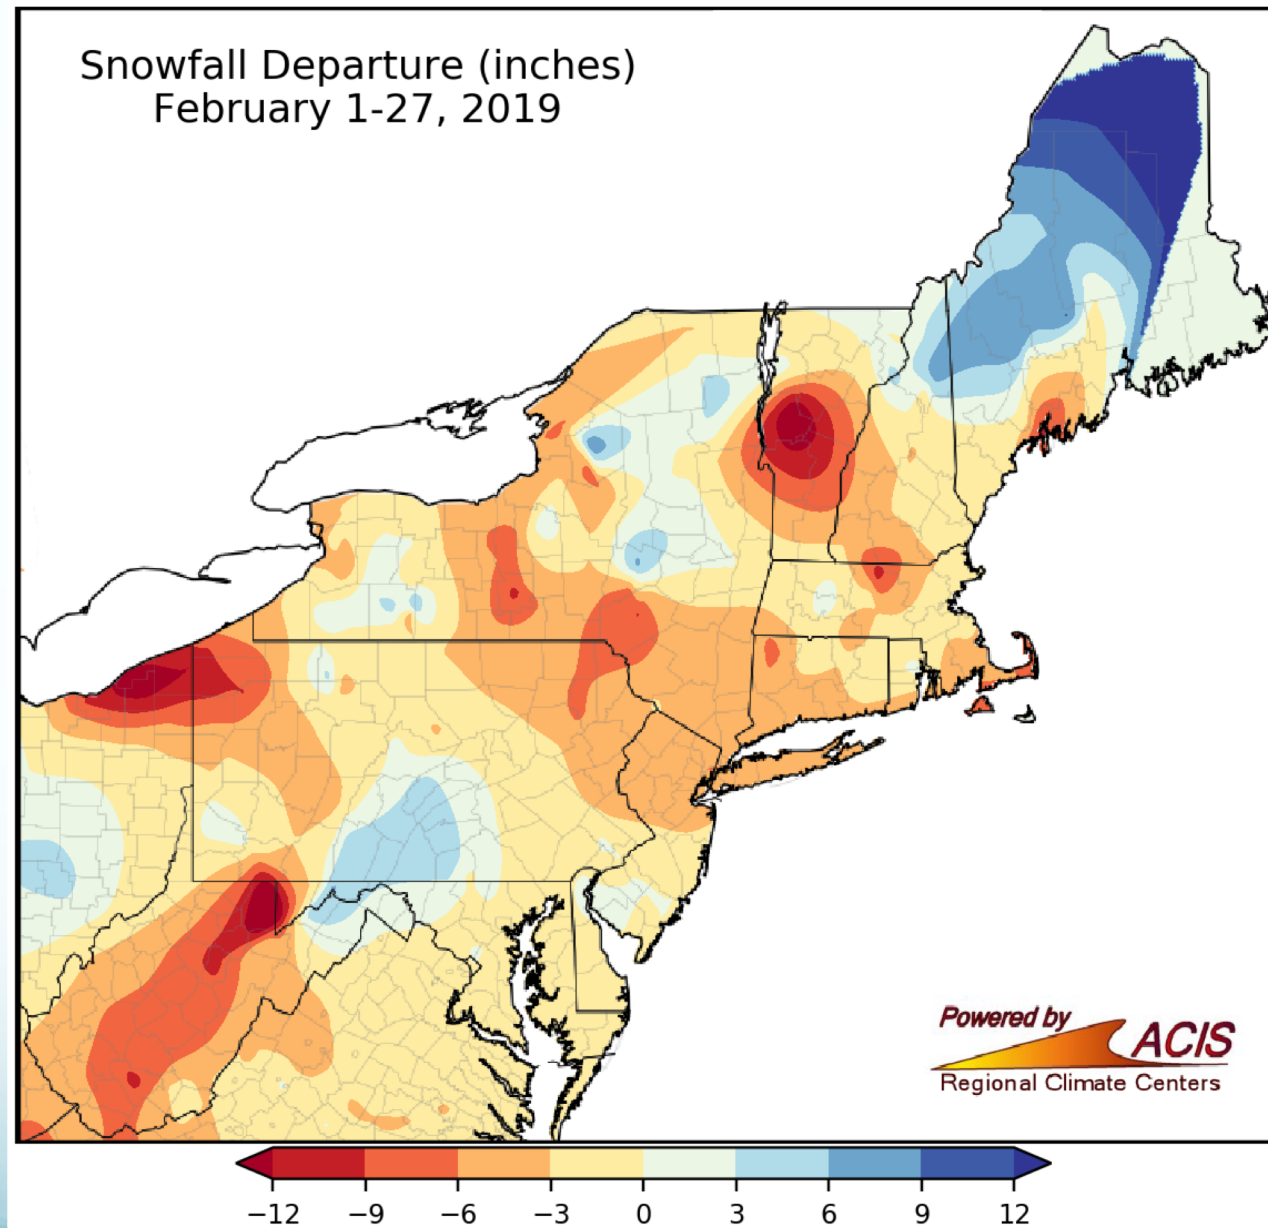 Snowfall Departure (inches)
February 1-27, 2019
Powered by
ACIS
Regional Climate Centers
−12 −9 −6 −3 0 3 6 9 12